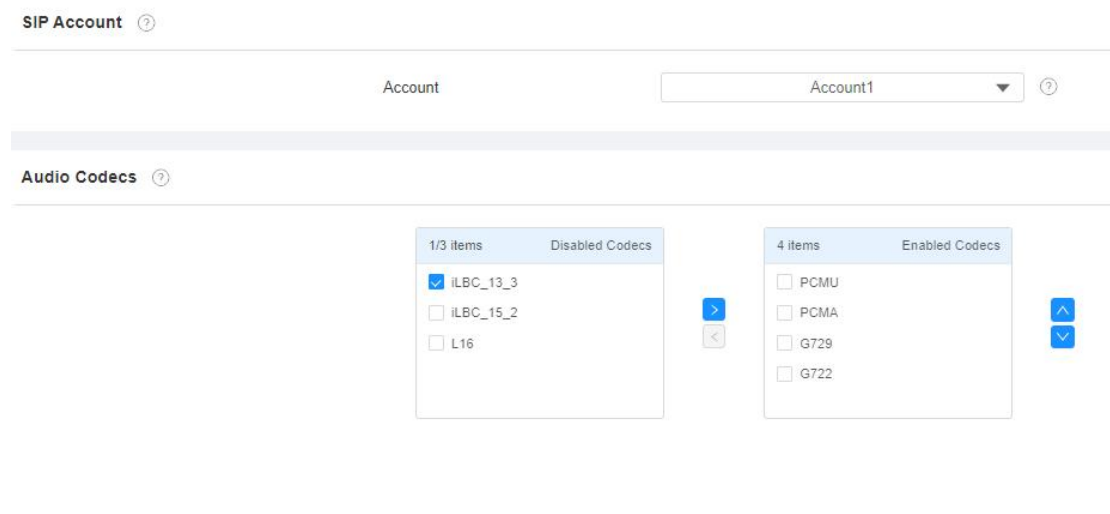 SIP Account ?
Account Account1 ?
Audio Codecs ?
1/3 items Disabled Codecs 4 items Enabled Codecs
iLBC_13_3 PCMU
iLBC_15_2 PCMA
L16 G729
G722